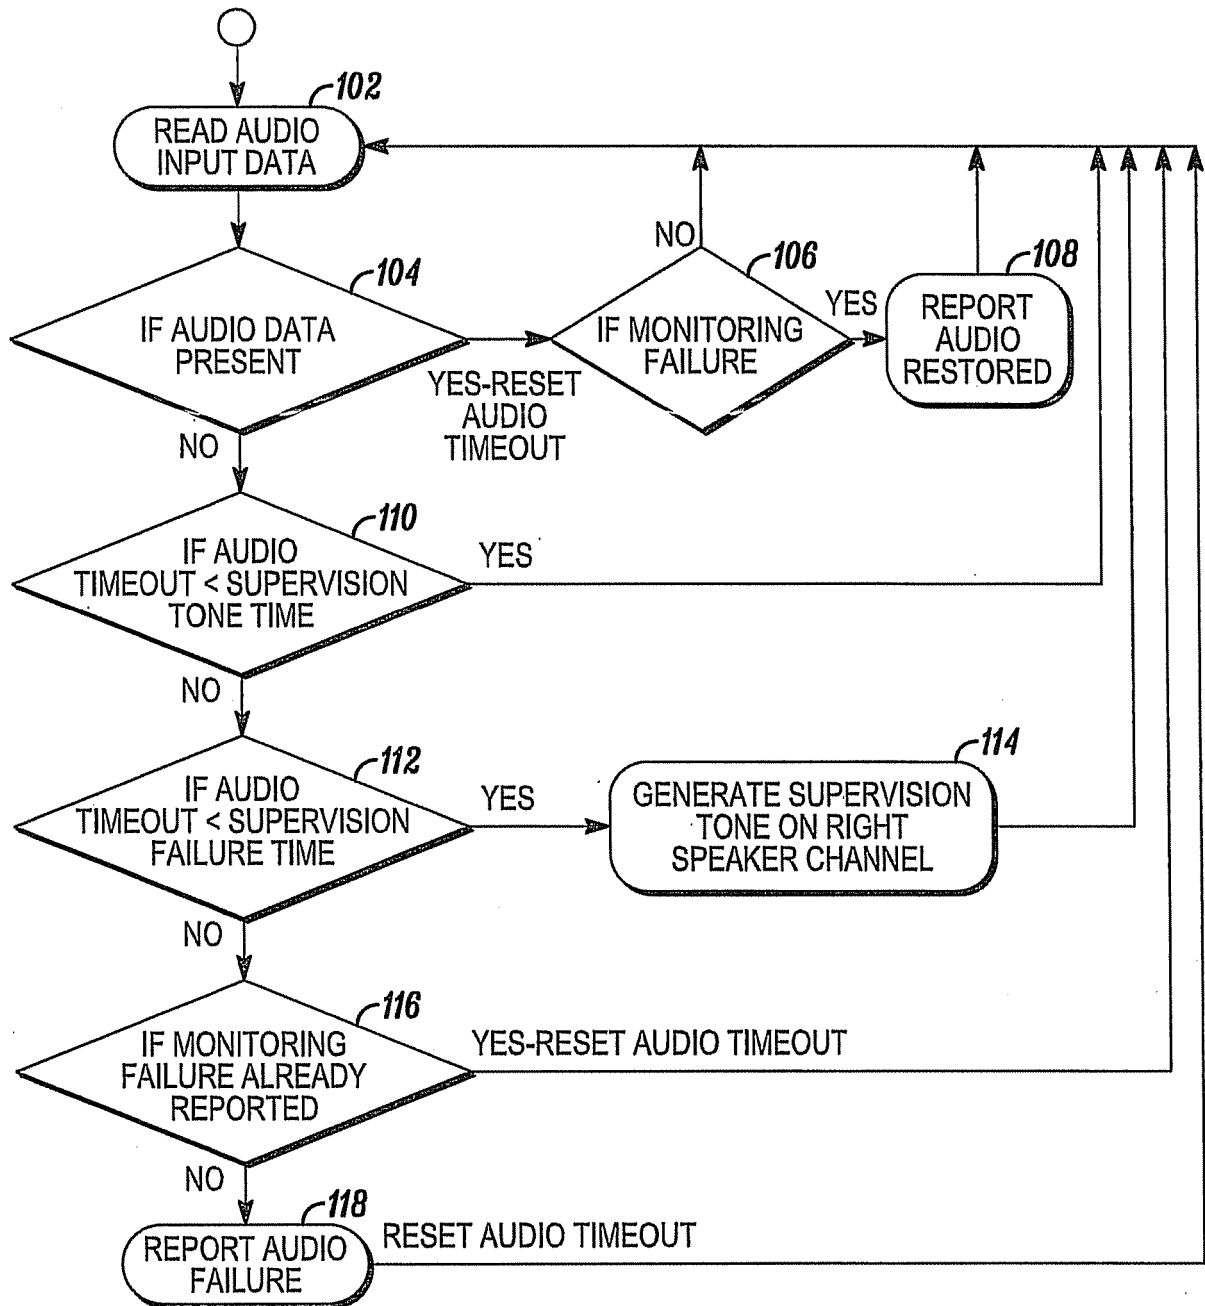 102
READ AUDIO
INPUT DATA
104
IF AUDIO DATA
PRESENT
YES-RESET
AUDIO
TIMEOUT
NO
106
IF MONITORING
FAILURE
NO
YES
108
REPORT
AUDIO
RESTORED
110
IF AUDIO
TIMEOUT < SUPERVISION
TONE TIME
YES
NO
112
IF AUDIO
TIMEOUT < SUPERVISION
FAILURE TIME
YES
114
GENERATE SUPERVISION
TONE ON RIGHT
SPEAKER CHANNEL
NO
116
IF MONITORING
FAILURE ALREADY
REPORTED
YES-RESET AUDIO TIMEOUT
NO
118
REPORT AUDIO
FAILURE
RESET AUDIO TIMEOUT